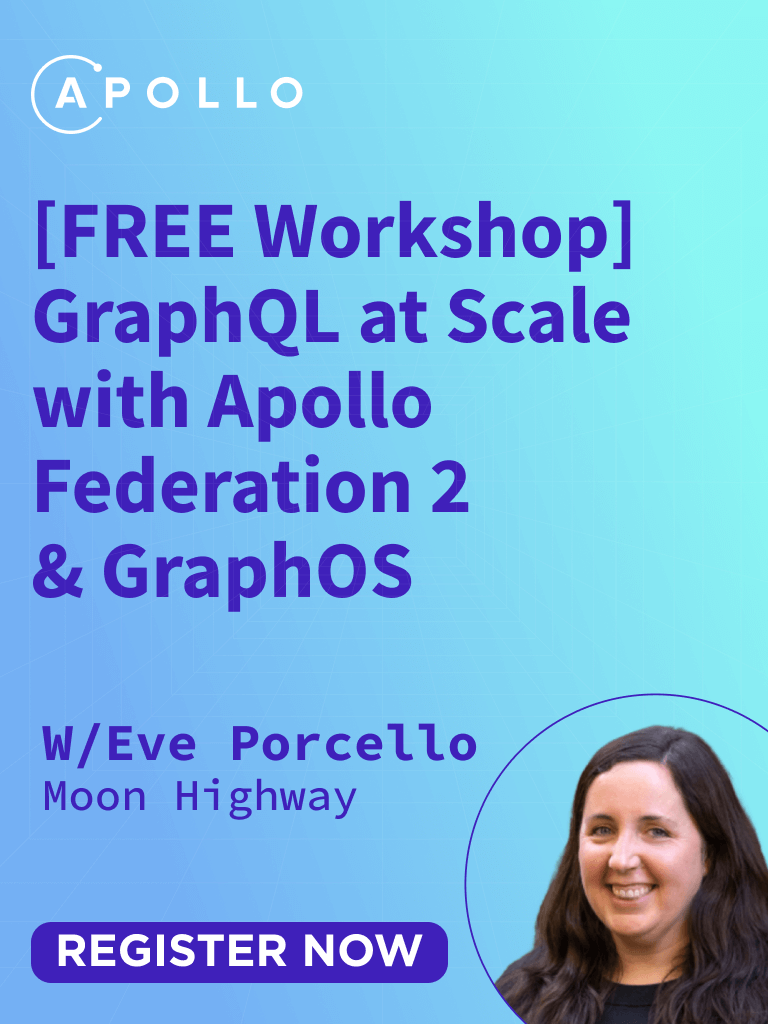 APOLLO
[FREE Workshop]
GraphQL at Scale
with Apollo
Federation 2
& GraphOS
W/Eve Porcello
Moon Highway
REGISTER NOW